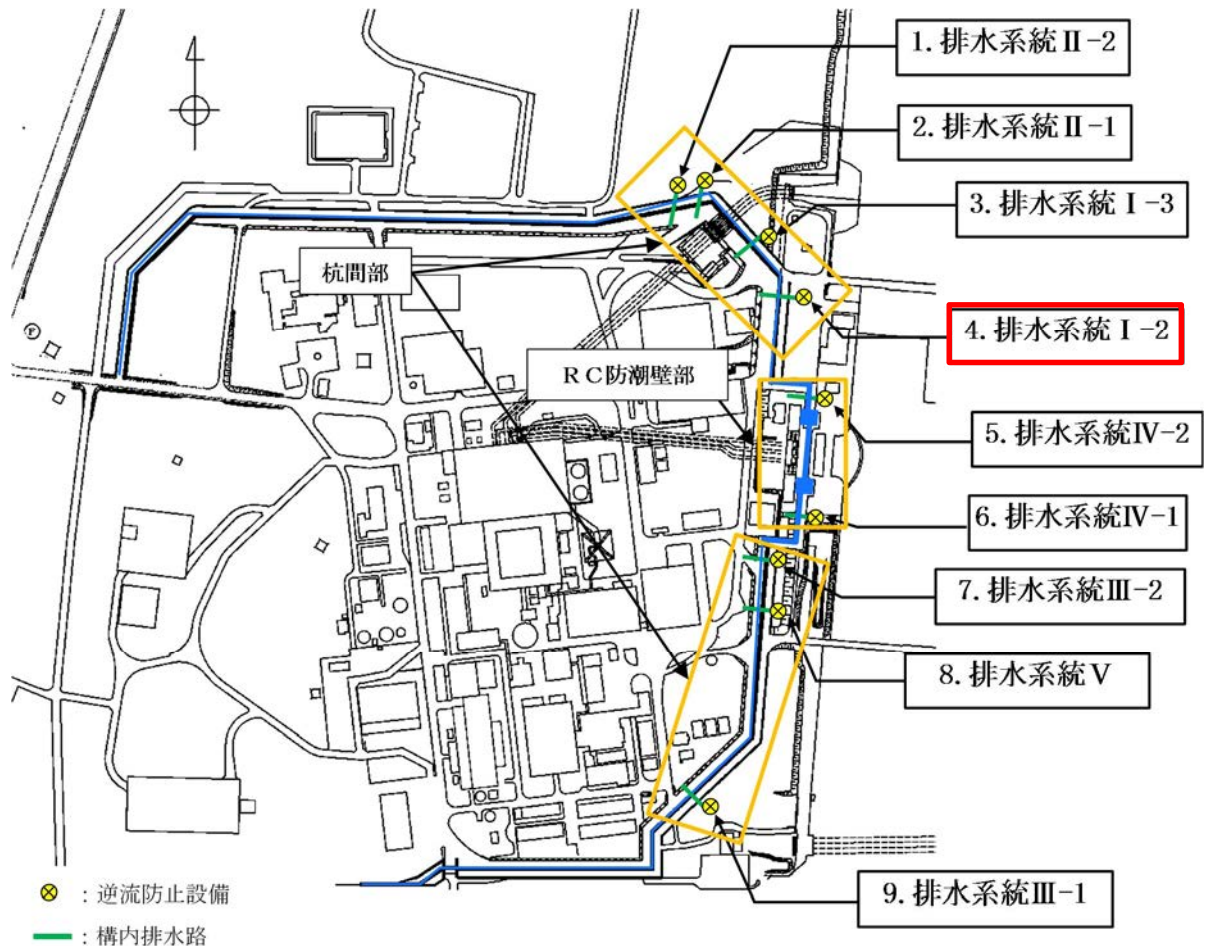 1.排水系統Ⅱ-2
2.排水系統Ⅱ-1
3.排水系統Ⅰ-3
杭間部
4.排水系統Ⅰ-2
RC防潮壁部
5.排水系統Ⅳ-2
6.排水系統Ⅳ-1
7.排水系統Ⅲ-2
8.排水系統Ⅴ
9.排水系統Ⅲ-1
:逆流防止設備
:構内排水路